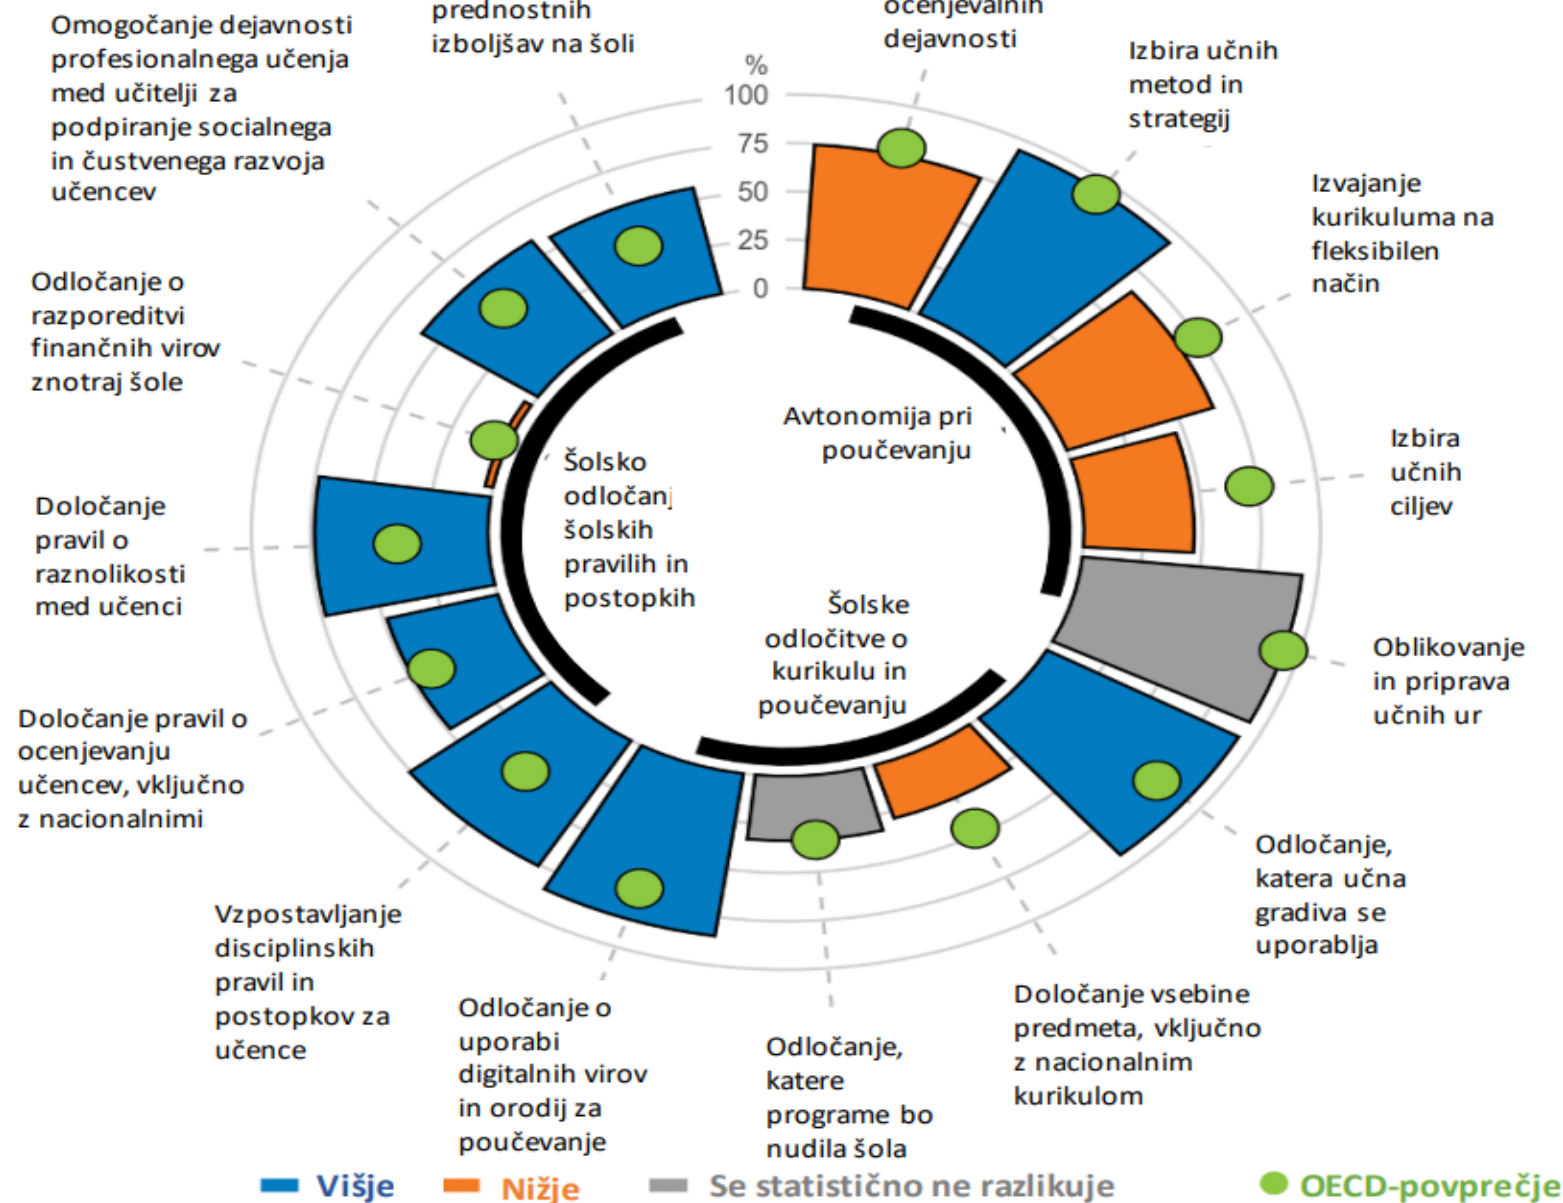 prednostnih
izboljšav na šoli
ocenjevalnih
dejavnosti
Izbira učnih
metod in
strategij
Izvajanje
kurikuluma na
fleksibilen
način
Izbira
učnih
ciljev
Oblikovanje
in priprava
učnih ur
Odločanje,
katera učna
gradiva se
uporablja
Določanje vsebine
predmeta, vključno
z nacionalnim
kurikulom
Odločanje,
katere
programe bo
nudila šola
Odločanje o
uporabi
digitalnih virov
in orodij za
poučevanje
Vzpostavljanje
disciplinskih
pravil in
postopkov za
učence
Določanje pravil o
ocenjevanju
učencev, vključno
z nacionalnimi
Določanje
pravil o
raznolikosti
med učenci
Odločanje o
razporeditvi
finančnih virov
znotraj šole
Omogočanje dejavnosti
profesionalnega učenja
med učitelji za
podpiranje socialnega
in čustvenega razvoja
učencev
%
100
75
50
25
0
Avtonomija pri
poučevanju
Šolsko
odločanj
šolskih
pravilih in
postopkih
Šolske
odločitve o
kurikulu in
poučevanju
Višje
Nižje
Se statistično ne razlikuje
OECD-povprečje